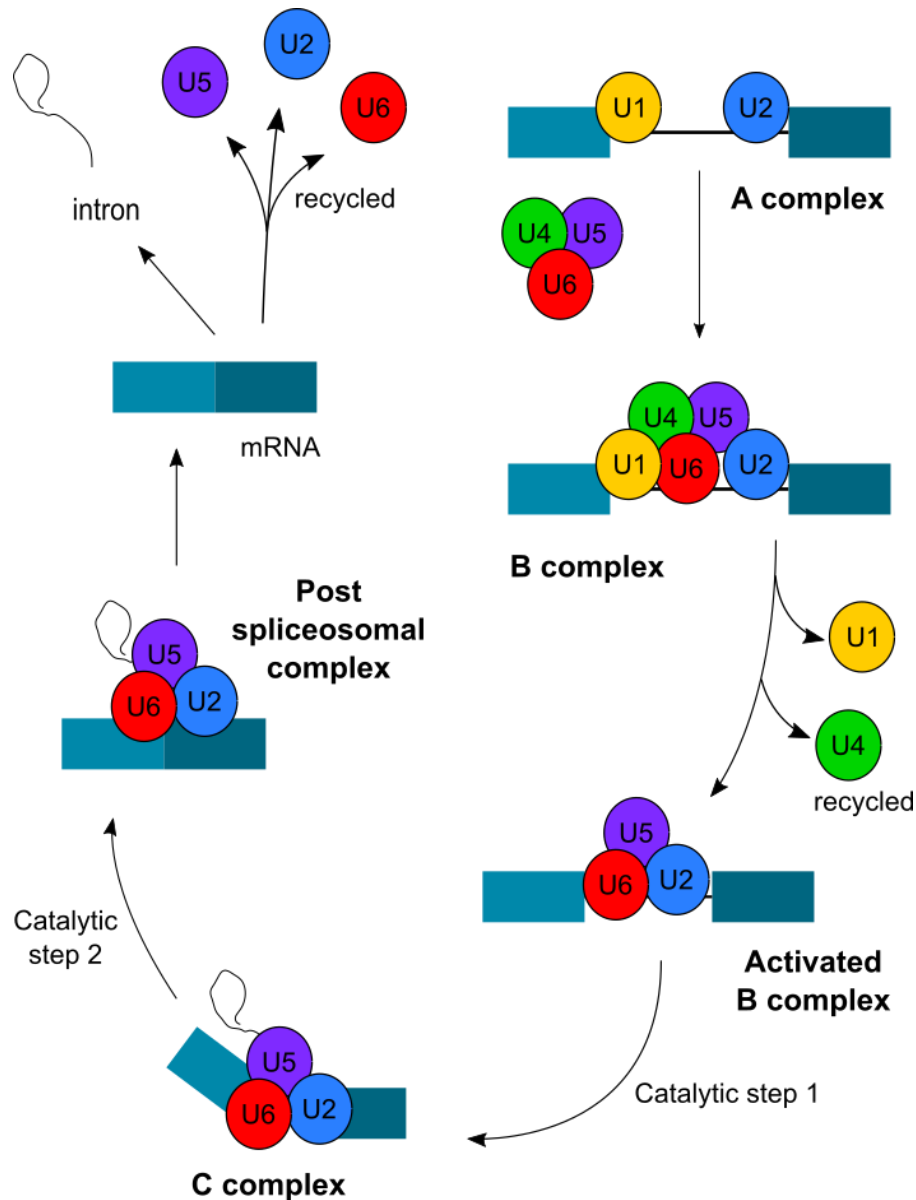 U5
U2
U6
recycled
intron
mRNA
U1
U2
A complex
U4
U5
U6
U4
U5
U1
U6
U2
B complex
U1
U4
recycled
U5
U6
U2
Activated
B complex
Catalytic step 1
U5
U6
U2
C complex
Catalytic
step 2
Post
spliceosomal
complex
U5
U6
U2